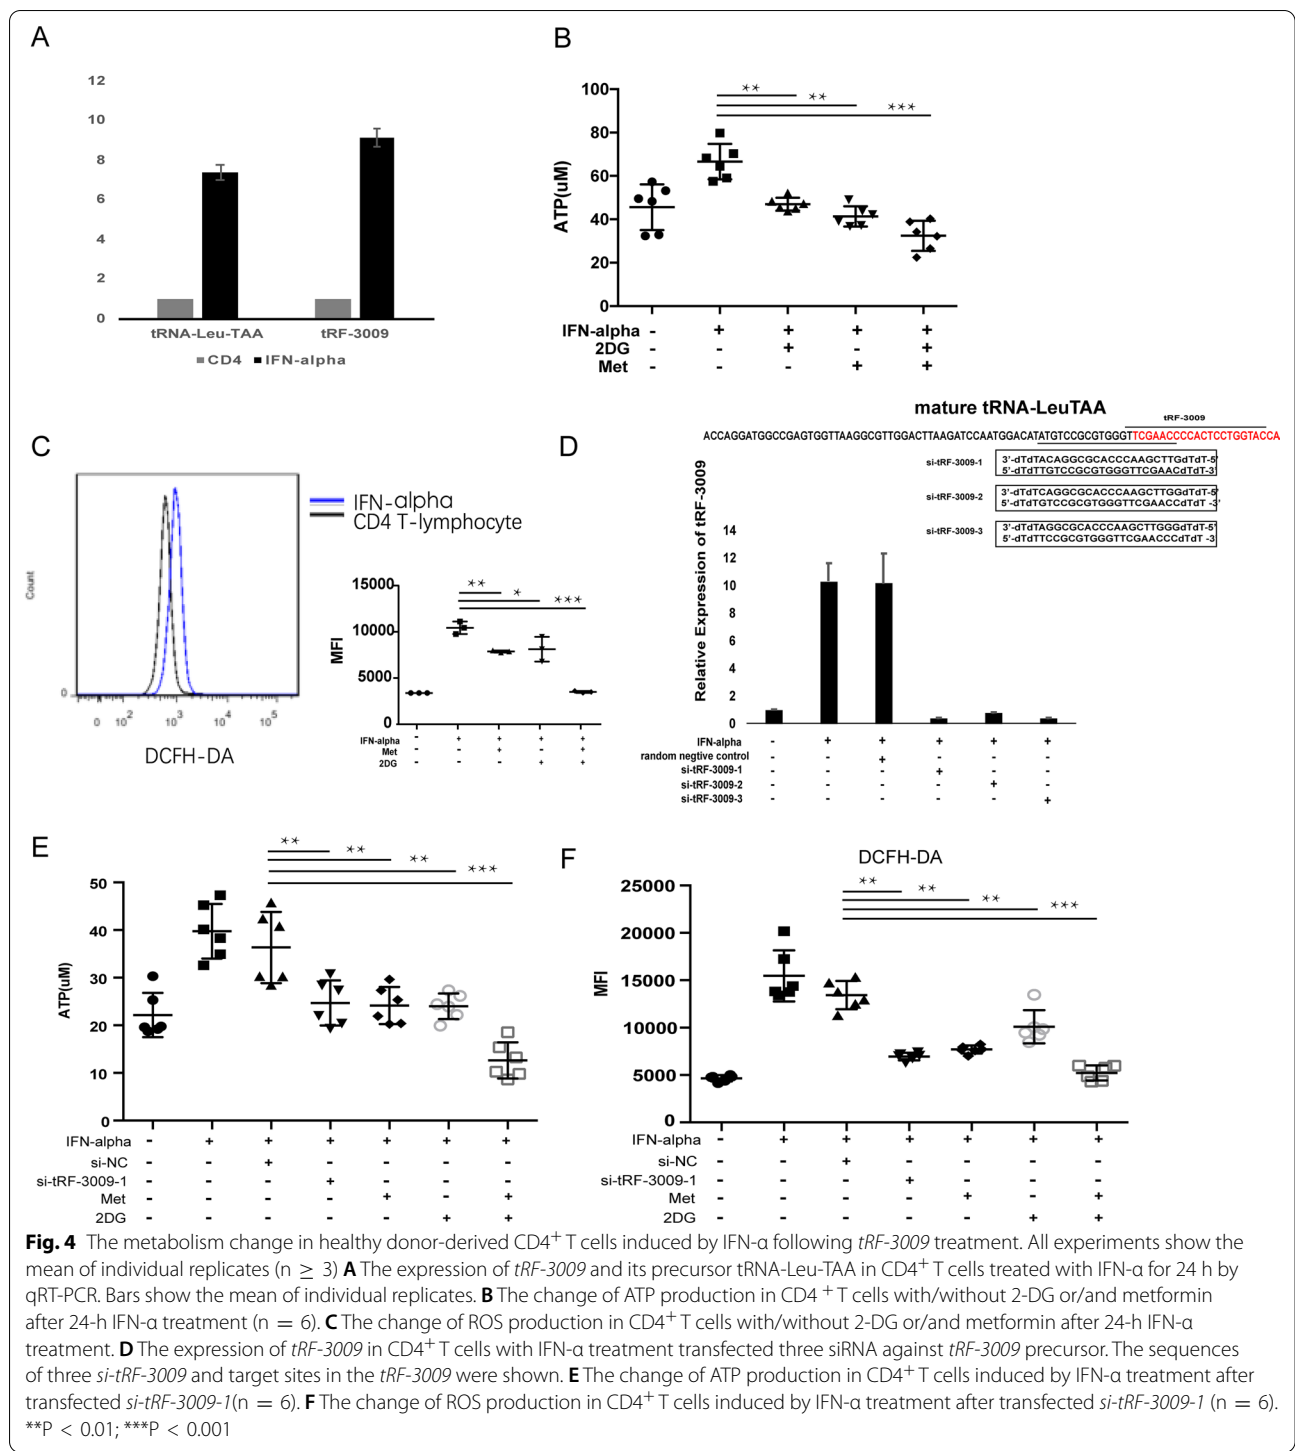 A
12
10
8
6
4
2
0
tRNA-Leu-TAA tRF-3009
CD4 IFN-alpha
B
** ** ***
100
80
60
40
20
0
ATP(uM)
IFN-alpha - + + + +
2DG - - + - +
Met - - - + +
C
Count
0
0 10² 10³ 10⁴ 10⁵
DCFH-DA
IFN-alpha
CD4 T-lymphocyte
** * ***
15000
10000
5000
0
MFI
IFN-alpha - + + + +
Met - - + - +
2DG - - - + +
D
mature tRNA-LeuTAA
tRF-3009
ACCAGGATGGCCGAGTGGTTAAGGCGTTGGACTTAAGATCCAATGGACATATGTCCGCGTGGGTTCGAACCCCACTCCTGGTACCA
si-tRF-3009-1
3'-dTdTACAGGCGCACCCAAGCTTGdTdT-5'
5'-dTdTTGTCCGCGTGGGTTCGAACdTdT-3'
si-tRF-3009-2
3'-dTdTCAGGCGCACCCAAGCTTGGdTdT-5'
5'-dTdTGTCCGCGTGGGTTCGAACCdTdT -3'
si-tRF-3009-3
3'-dTdTAGGCGCACCCAAGCTTGGGdTdT-5'
5'-dTdTTCCGCGTGGGTTCGAACCCdTdT -3'
14
12
10
8
6
4
2
0
Relative Expression of tRF-3009
IFN-alpha - + + + + +
random negtive control - - + - - -
si-tRF-3009-1 - - - + - -
si-tRF-3009-2 - - - - + -
si-tRF-3009-3 - - - - - +
E
** ** ** ***
50
40
30
20
10
0
ATP(uM)
IFN-alpha - + + + + + +
si-NC - - + - - - -
si-tRF-3009-1 - - - + - - -
Met - - - - + - +
2DG - - - - - + +
F
DCFH-DA
** ** ** ***
25000
20000
15000
10000
5000
0
MFI
IFN-alpha - + + + + + +
si-NC - - + - - - -
si-tRF-3009-1 - - - + - - -
Met - - - - + - +
2DG - - - - - + +
Fig. 4 The metabolism change in healthy donor-derived CD4⁺ T cells induced by IFN-α following tRF-3009 treatment. All experiments show the
mean of individual replicates (n ≥ 3) A The expression of tRF-3009 and its precursor tRNA-Leu-TAA in CD4⁺ T cells treated with IFN-α for 24 h by
qRT-PCR. Bars show the mean of individual replicates. B The change of ATP production in CD4 ⁺ T cells with/without 2-DG or/and metformin
after 24-h IFN-α treatment (n = 6). C The change of ROS production in CD4⁺ T cells with/without 2-DG or/and metformin after 24-h IFN-α
treatment. D The expression of tRF-3009 in CD4⁺ T cells with IFN-α treatment transfected three siRNA against tRF-3009 precursor. The sequences
of three si-tRF-3009 and target sites in the tRF-3009 were shown. E The change of ATP production in CD4⁺ T cells induced by IFN-α treatment after
transfected si-tRF-3009-1(n = 6). F The change of ROS production in CD4⁺ T cells induced by IFN-α treatment after transfected si-tRF-3009-1 (n = 6).
**P < 0.01; ***P < 0.001